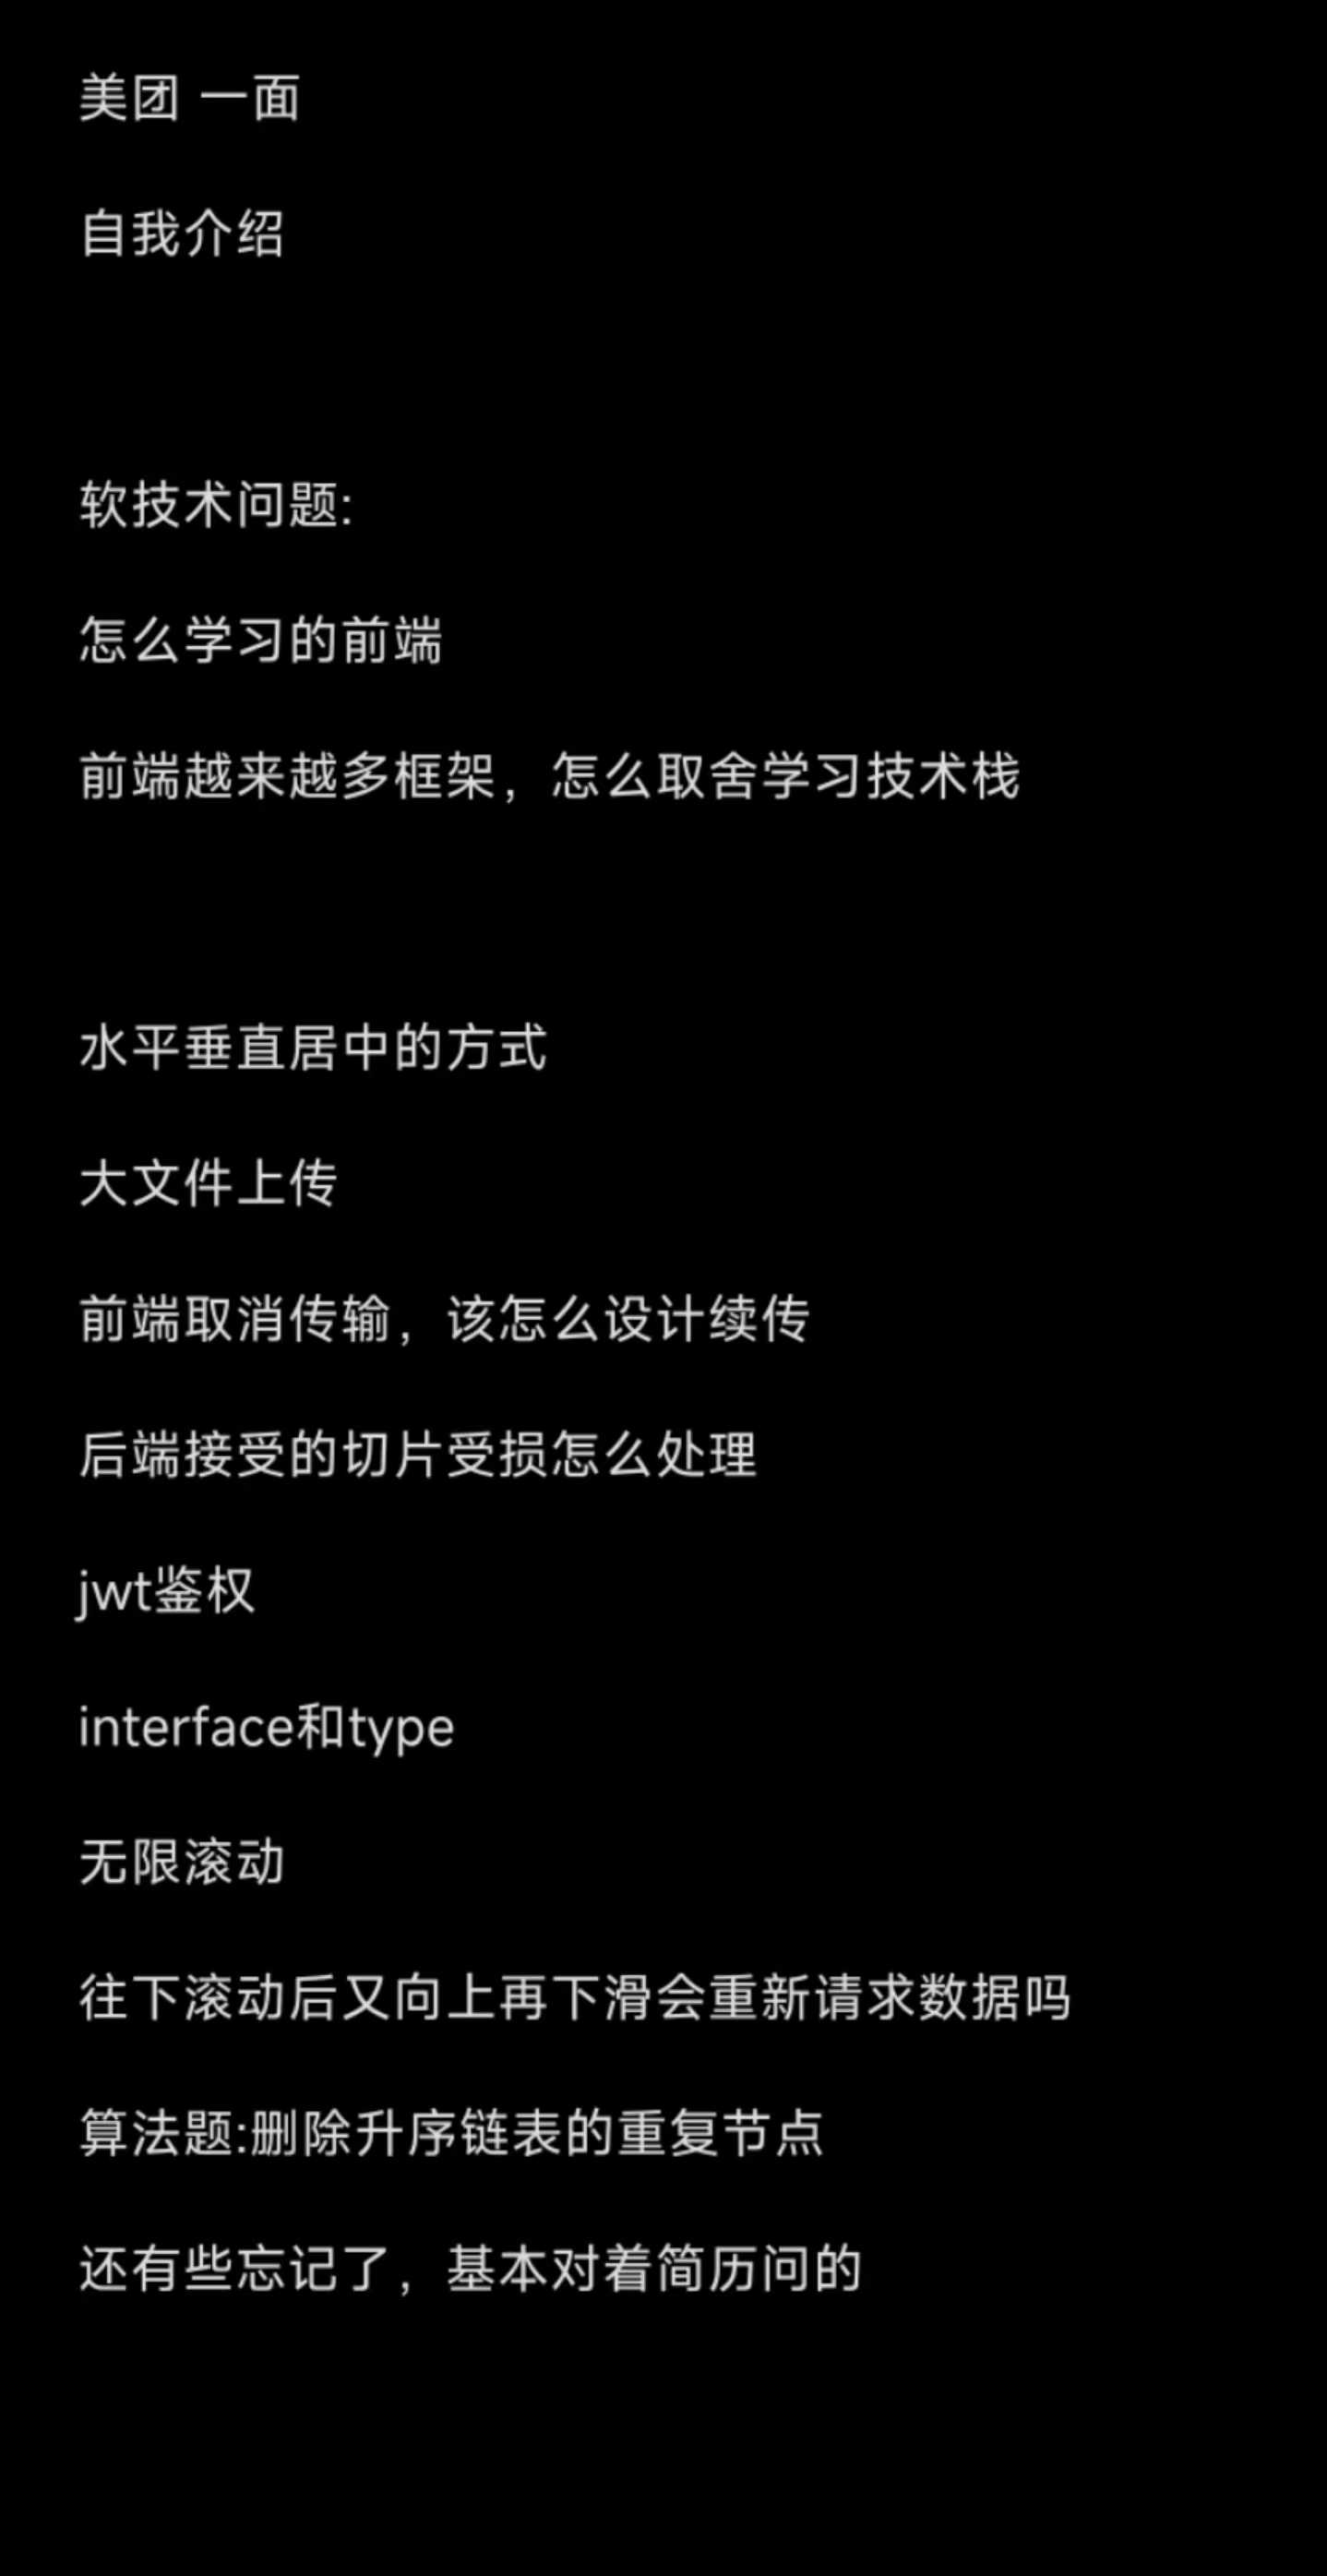 美团 一面
自我介绍
软技术问题:
怎么学习的前端
前端越来越多框架，怎么取舍学习技术栈
水平垂直居中的方式
大文件上传
前端取消传输，该怎么设计续传
后端接受的切片受损怎么处理
jwt鉴权
interface和type
无限滚动
往下滚动后又向上再下滑会重新请求数据吗
算法题:删除升序链表的重复节点
还有些忘记了，基本对着简历问的